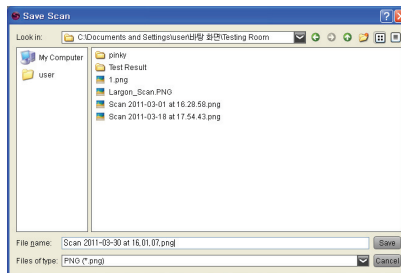 Save Scan
Look in:
C:\Documents and Settings\user\바탕 화면\Testing Room
My Computer
user
pinky
Test Result
1.png
Largon_Scan.PNG
Scan 2011-03-01 at 16.28.58.png
Scan 2011-03-18 at 17.54.43.png
File name:
Scan 2011-03-30 at 16.01.07.png
Save
Files of type:
PNG (*.png)
Cancel